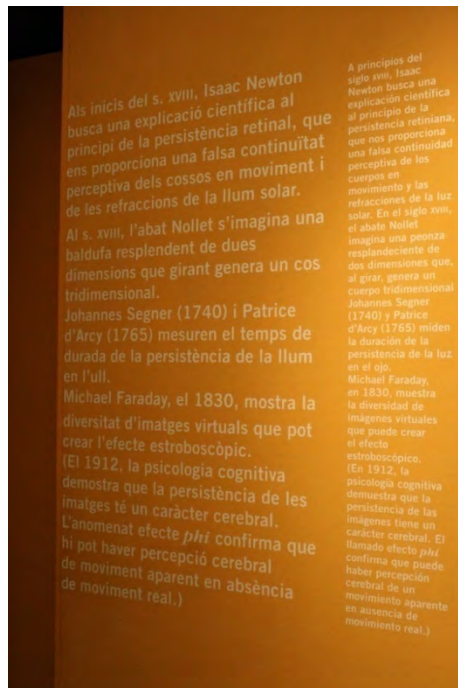 Als inicis del s. XVIII, Isaac Newton
busca una explicació científica al
principi de la persistència retinal, que
ens proporciona una falsa continuïtat
perceptiva dels cossos en moviment i
de les refraccions de la llum solar.
Al s. XVIII, l'abat Nollet s'imagina una
baldufa resplendent de dues
dimensions que girant genera un cos
tridimensional.
Johannes Segner (1740) i Patrice
d'Arcy (1765) mesuren el temps de
durada de la persistència de la llum
en l'ull.
Michael Faraday, el 1830, mostra la
diversitat d'imatges virtuals que pot
crear l'efecte estroboscòpic.
(El 1912, la psicologia cognitiva
demostra que la persistència de les
imatges té un caràcter cerebral.
L'anomenat efecte phi confirma que
hi pot haver percepció cerebral
de moviment aparent en absència
de moviment real.)
A principios del
siglo XVIII, Isaac
Newton busca una
explicación científica
al principio de la
persistencia retiniana,
que nos proporciona
una falsa continuidad
perceptiva de los
cuerpos en
movimiento y las
refracciones de la luz
solar. En el siglo XVIII,
el abate Nollet
imagina una peonza
resplandeciente de
dos dimensiones que,
al girar, genera un
cuerpo tridimensional
Johannes Segner
(1740) y Patrice
d'Arcy (1765) miden
la duración de la
persistencia de la luz
en el ojo.
Michael Faraday,
en 1830, muestra
la diversidad de
imágenes virtuales
que puede crear
el efecto
estroboscópico.
(En 1912, la
psicología cognitiva
demuestra que la
persistencia de las
imágenes tiene un
carácter cerebral. El
llamado efecto phi
confirma que puede
haber percepción
cerebral de un
movimiento aparente
en ausencia de
movimiento real.)